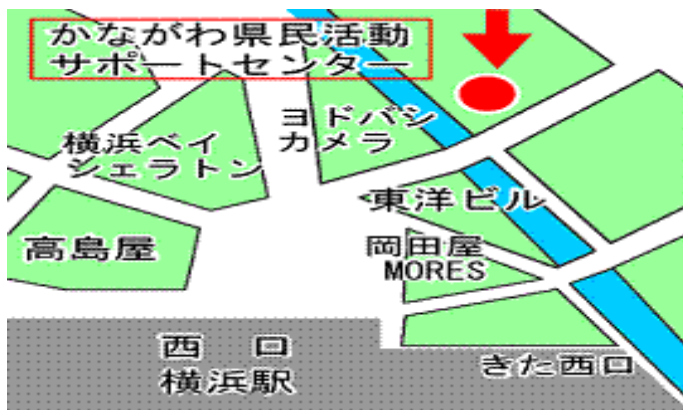 かながわ県民活動
サポートセンター
ヨドバシ
カメラ
横浜ベイ
シェラトン
東洋ビル
高島屋
岡田屋
MORES
西口
横浜駅
きた西口